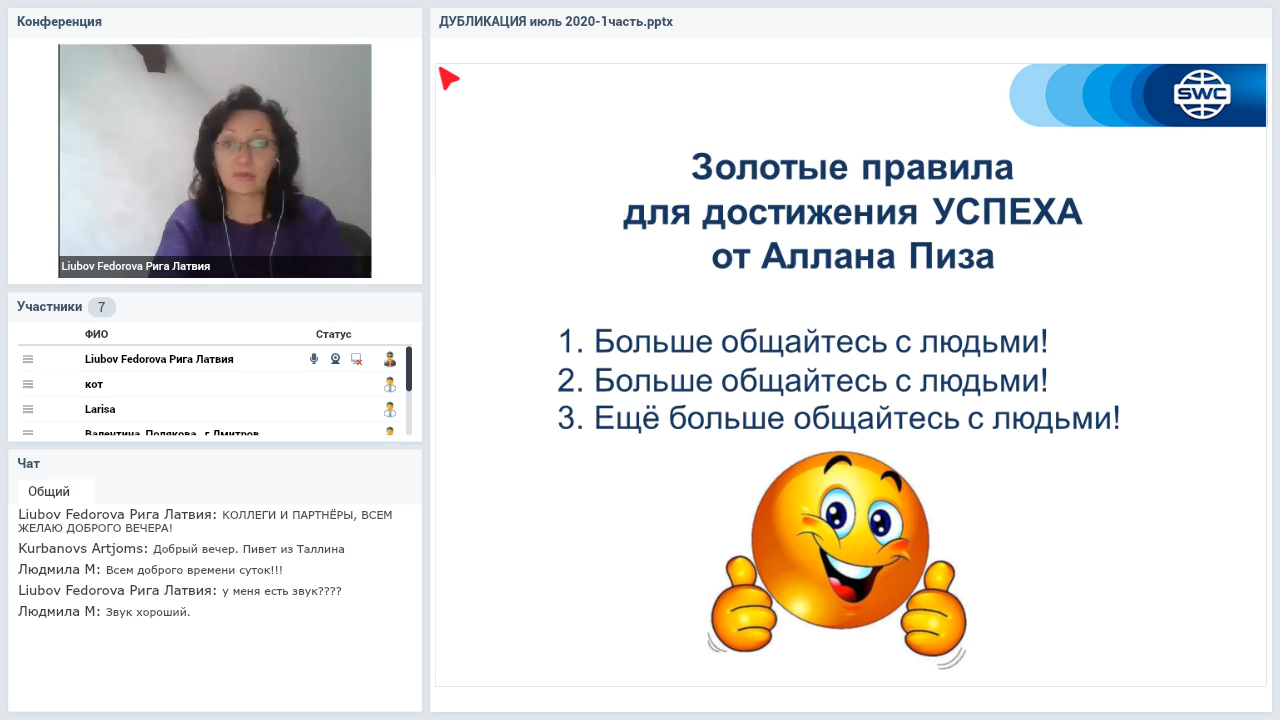 Конференция
Liubov Fedorova Рига Латвия
Участники 7
ФИО Статус
Liubov Fedorova Рига Латвия
кот
Larisa
Валентина Полякова г Дмитров
Чат
Общий
Liubov Fedorova Рига Латвия: КОЛЛЕГИ И ПАРТНЁРЫ, ВСЕМ
ЖЕЛАЮ ДОБРОГО ВЕЧЕРА!
Kurbanovs Artjoms: Добрый вечер. Пивет из Таллина
Людмила М: Всем доброго времени суток!!!
Liubov Fedorova Рига Латвия: у меня есть звук????
Людмила М: Звук хороший.
ДУБЛИКАЦИЯ июль 2020-1часть.pptx
SWC
Золотые правила
для достижения УСПЕХА
от Аллана Пиза
1. Больше общайтесь с людьми!
2. Больше общайтесь с людьми!
3. Ещё больше общайтесь с людьми!